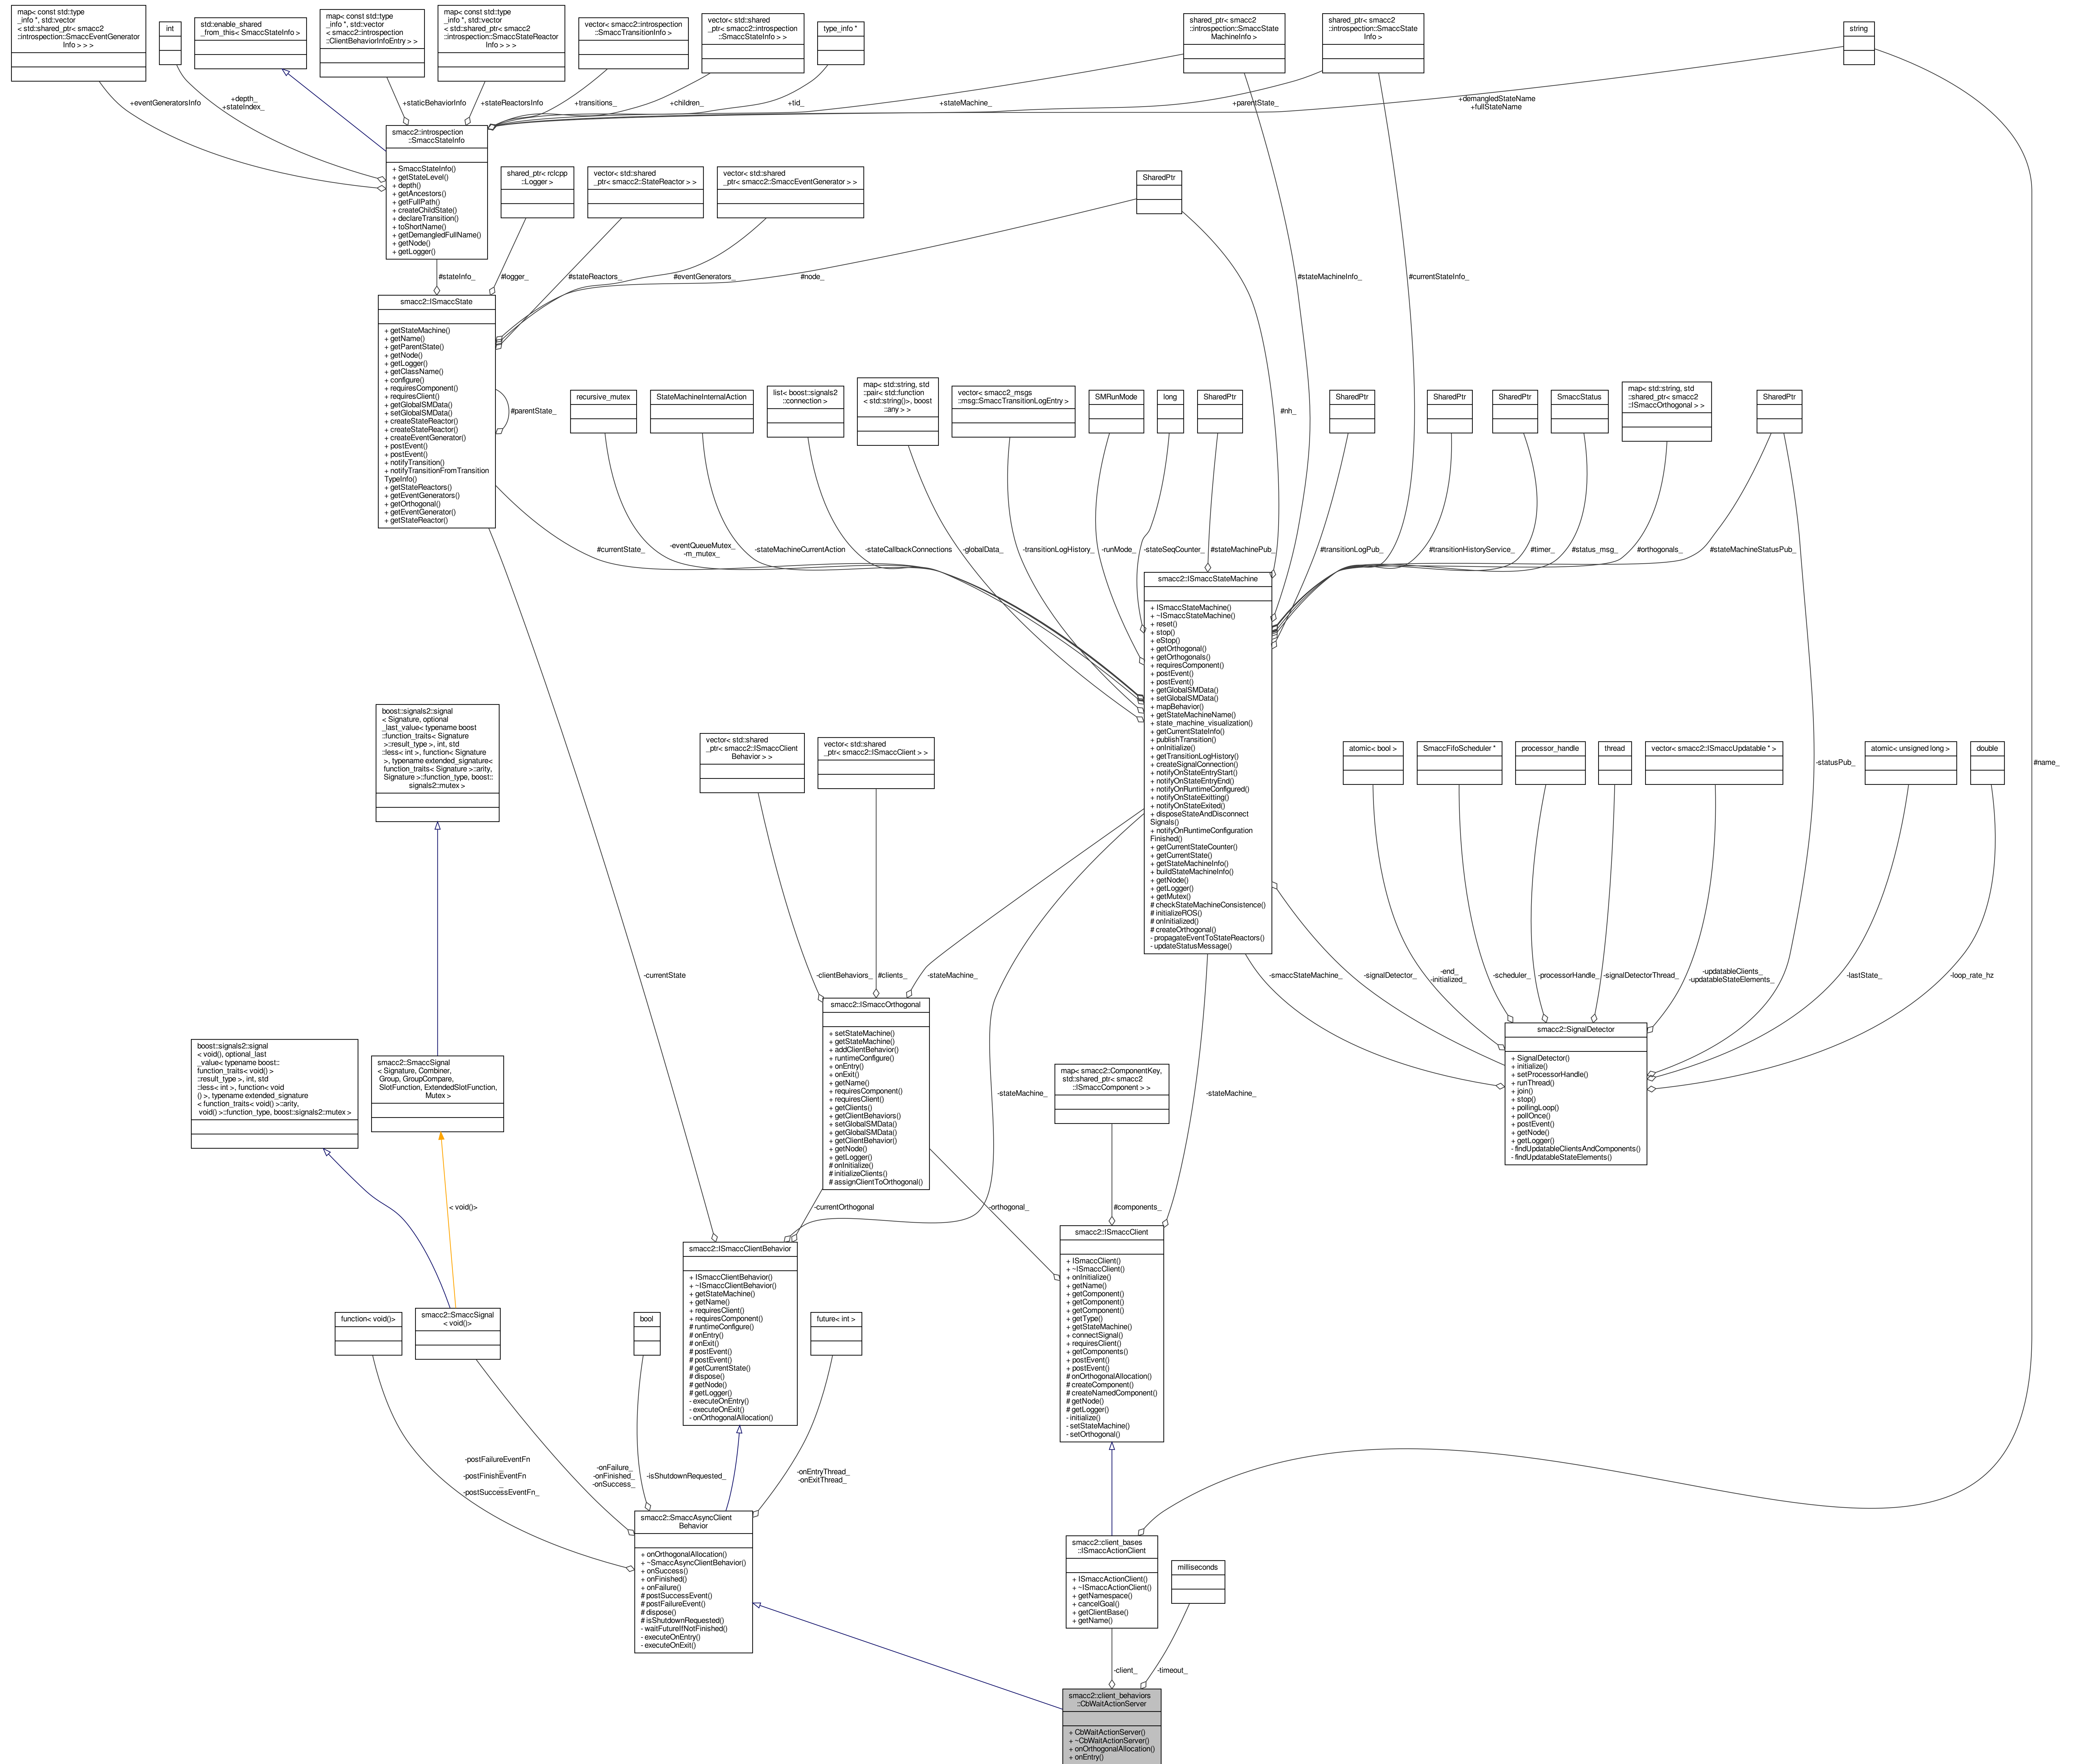 map< const std::type
_info *, std::vector
< std::shared_ptr< smacc2
::introspection::SmaccEventGenerator
Info > > >
int
std::enable_shared
_from_this< SmaccStateInfo >
map< const std::type
_info *, std::vector
< smacc2::introspection
::ClientBehaviorInfoEntry > >
map< const std::type
_info *, std::vector
< std::shared_ptr< smacc2
::introspection::SmaccStateReactor
Info > > >
vector< smacc2::introspection
::SmaccTransitionInfo >
vector< std::shared
_ptr< smacc2::introspection
::SmaccStateInfo > >
type_info *
shared_ptr< smacc2
::introspection::SmaccState
MachineInfo >
shared_ptr< smacc2
::introspection::SmaccState
Info >
string
+eventGeneratorsInfo
+depth_
+stateIndex_
+staticBehaviorInfo
+stateReactorsInfo
+transitions_
+children_
+tid_
+stateMachine_
+parentState_
+demangledStateName
+fullStateName
smacc2::introspection
::SmaccStateInfo
+ SmaccStateInfo()
+ getStateLevel()
+ depth()
+ getAncestors()
+ getFullPath()
+ createChildState()
+ declareTransition()
+ toShortName()
+ getDemangledFullName()
+ getNode()
+ getLogger()
shared_ptr< rclcpp
::Logger >
vector< std::shared
_ptr< smacc2::StateReactor > >
vector< std::shared
_ptr< smacc2::SmaccEventGenerator > >
SharedPtr
#stateInfo_
#logger_
#stateReactors_
#eventGenerators_
#node_
#stateMachineInfo_
#currentStateInfo_
smacc2::ISmaccState
+ getStateMachine()
+ getName()
+ getParentState()
+ getNode()
+ getLogger()
+ getClassName()
+ configure()
+ requiresComponent()
+ requiresClient()
+ getGlobalSMData()
+ setGlobalSMData()
+ createStateReactor()
+ createStateReactor()
+ createEventGenerator()
+ postEvent()
+ postEvent()
+ notifyTransition()
+ notifyTransitionFromTransition
TypeInfo()
+ getStateReactors()
+ getEventGenerators()
+ getOrthogonal()
+ getEventGenerator()
+ getStateReactor()
#parentState_
recursive_mutex
StateMachineInternalAction
list< boost::signals2
::connection >
map< std::string, std
::pair< std::function
< std::string()>, boost
::any > >
vector< smacc2_msgs
::msg::SmaccTransitionLogEntry >
SMRunMode
long
SharedPtr
#nh_
SharedPtr
SharedPtr
SharedPtr
SmaccStatus
map< std::string, std
::shared_ptr< smacc2
::ISmaccOrthogonal > >
SharedPtr
#currentState_
-eventQueueMutex_
-m_mutex_
-stateMachineCurrentAction
-stateCallbackConnections
-globalData_
-transitionLogHistory_
-runMode_
-stateSeqCounter_
#stateMachinePub_
#transitionLogPub_
#transitionHistoryService_
#timer_
#status_msg_
#orthogonals_
#stateMachineStatusPub_
smacc2::ISmaccStateMachine
+ ISmaccStateMachine()
+ ~ISmaccStateMachine()
+ reset()
+ stop()
+ eStop()
+ getOrthogonal()
+ getOrthogonals()
+ requiresComponent()
+ postEvent()
+ postEvent()
+ getGlobalSMData()
+ setGlobalSMData()
+ mapBehavior()
+ getStateMachineName()
+ state_machine_visualization()
+ getCurrentStateInfo()
+ publishTransition()
+ onInitialize()
+ getTransitionLogHistory()
+ createSignalConnection()
+ notifyOnStateEntryStart()
+ notifyOnStateEntryEnd()
+ notifyOnRuntimeConfigured()
+ notifyOnStateExitting()
+ notifyOnStateExited()
+ disposeStateAndDisconnect
Signals()
+ notifyOnRuntimeConfiguration
Finished()
+ getCurrentStateCounter()
+ getCurrentState()
+ getStateMachineInfo()
+ buildStateMachineInfo()
+ getNode()
+ getLogger()
+ getMutex()
# checkStateMachineConsistence()
# initializeROS()
# onInitialized()
# createOrthogonal()
- propagateEventToStateReactors()
- updateStatusMessage()
boost::signals2::signal
< Signature, optional
_last_value< typename boost
::function_traits< Signature
>::result_type >, int, std
::less< int >, function< Signature
>, typename extended_signature<
function_traits< Signature >::arity,
Signature >::function_type, boost::
signals2::mutex >
vector< std::shared
_ptr< smacc2::ISmaccClient
Behavior > >
vector< std::shared
_ptr< smacc2::ISmaccClient > >
atomic< bool >
SmaccFifoScheduler *
processor_handle
thread
vector< smacc2::ISmaccUpdatable * >
-statusPub_
atomic< unsigned long >
double
#name_
-currentState
-clientBehaviors_
#clients_
-stateMachine_
-smaccStateMachine_
-signalDetector_
-end_
-initialized_
-scheduler_
-processorHandle_
-signalDetectorThread_
-updatableClients_
-updatableStateElements_
-lastState_
-loop_rate_hz
smacc2::ISmaccOrthogonal
+ setStateMachine()
+ getStateMachine()
+ addClientBehavior()
+ runtimeConfigure()
+ onEntry()
+ onExit()
+ getName()
+ requiresComponent()
+ requiresClient()
+ getClients()
+ getClientBehaviors()
+ setGlobalSMData()
+ getGlobalSMData()
+ getClientBehavior()
+ getNode()
+ getLogger()
# onInitialize()
# initializeClients()
# assignClientToOrthogonal()
smacc2::SignalDetector
+ SignalDetector()
+ initialize()
+ setProcessorHandle()
+ runThread()
+ join()
+ stop()
+ pollingLoop()
+ pollOnce()
+ postEvent()
+ getNode()
+ getLogger()
- findUpdatableClientsAndComponents()
- findUpdatableStateElements()
boost::signals2::signal
< void(), optional_last
_value< typename boost::
function_traits< void() >
::result_type >, int, std
::less< int >, function< void
() >, typename extended_signature
< function_traits< void() >::arity,
void() >::function_type, boost::signals2::mutex >
smacc2::SmaccSignal
< Signature, Combiner,
Group, GroupCompare,
SlotFunction, ExtendedSlotFunction,
Mutex >
map< smacc2::ComponentKey,
std::shared_ptr< smacc2
::ISmaccComponent > >
-stateMachine_
-stateMachine_
< void()>
-currentOrthogonal
-orthogonal_
#components_
smacc2::ISmaccClientBehavior
+ ISmaccClientBehavior()
+ ~ISmaccClientBehavior()
+ getStateMachine()
+ getName()
+ requiresClient()
+ requiresComponent()
# runtimeConfigure()
# onEntry()
# onExit()
# postEvent()
# postEvent()
# getCurrentState()
# dispose()
# getNode()
# getLogger()
- executeOnEntry()
- executeOnExit()
- onOrthogonalAllocation()
smacc2::ISmaccClient
+ ISmaccClient()
+ ~ISmaccClient()
+ onInitialize()
+ getName()
+ getComponent()
+ getComponent()
+ getComponent()
+ getType()
+ getStateMachine()
+ connectSignal()
+ requiresClient()
+ getComponents()
+ postEvent()
+ postEvent()
# onOrthogonalAllocation()
# createComponent()
# createNamedComponent()
# getNode()
# getLogger()
- initialize()
- setStateMachine()
- setOrthogonal()
function< void()>
smacc2::SmaccSignal
< void()>
bool
future< int >
-postFailureEventFn
_
-postFinishEventFn
_
-postSuccessEventFn_
-onFailure_
-onFinished_
-onSuccess_
-isShutdownRequested_
-onEntryThread_
-onExitThread_
smacc2::SmaccAsyncClient
Behavior
+ onOrthogonalAllocation()
+ ~SmaccAsyncClientBehavior()
+ onSuccess()
+ onFinished()
+ onFailure()
# postSuccessEvent()
# postFailureEvent()
# dispose()
# isShutdownRequested()
- waitFutureIfNotFinished()
- executeOnEntry()
- executeOnExit()
smacc2::client_bases
::ISmaccActionClient
+ ISmaccActionClient()
+ ~ISmaccActionClient()
+ getNamespace()
+ cancelGoal()
+ getClientBase()
+ getName()
milliseconds
-client_
-timeout_
smacc2::client_behaviors
::CbWaitActionServer
+ CbWaitActionServer()
+ ~CbWaitActionServer()
+ onOrthogonalAllocation()
+ onEntry()